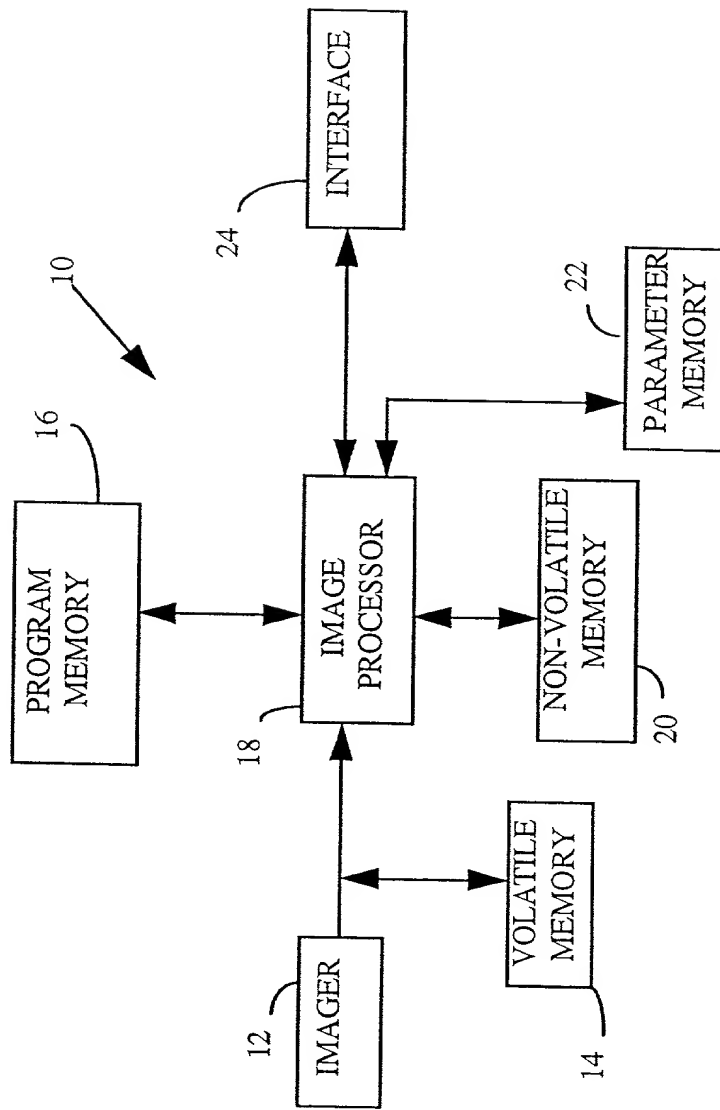 10
16
PROGRAM
MEMORY
12
IMAGER
18
IMAGE
PROCESSOR
24
INTERFACE
14
VOLATILE
MEMORY
20
NON-VOLATILE
MEMORY
22
PARAMETER
MEMORY